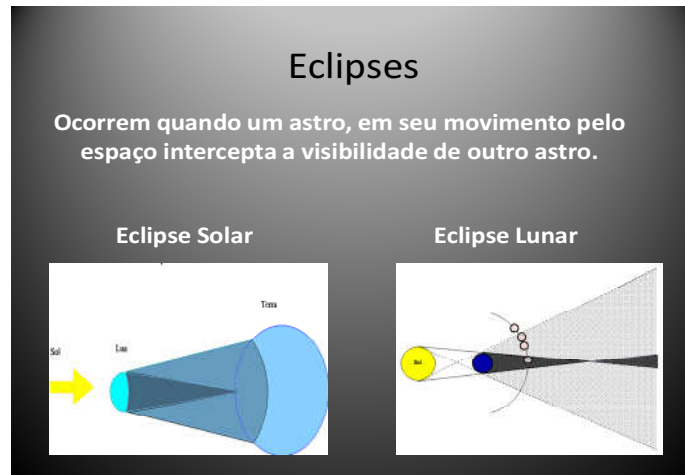 Eclipses
Ocorrem quando um astro, em seu movimento pelo
espaço intercepta a visibilidade de outro astro.
Eclipse Solar
Eclipse Lunar
Terra
Lua
Sol
Sol